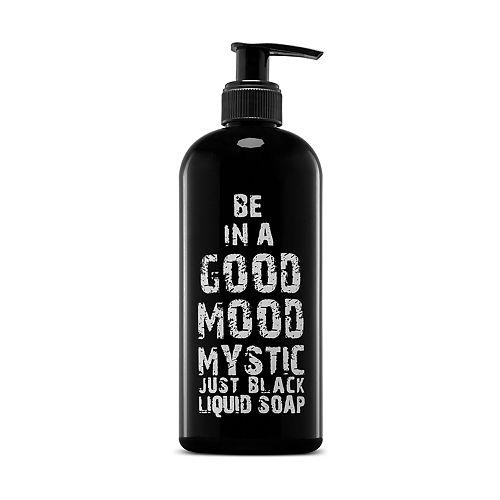 BE
IN A
GOOD
MOOD
MYSTIC
JUST BLACK
LIQUID SOAP